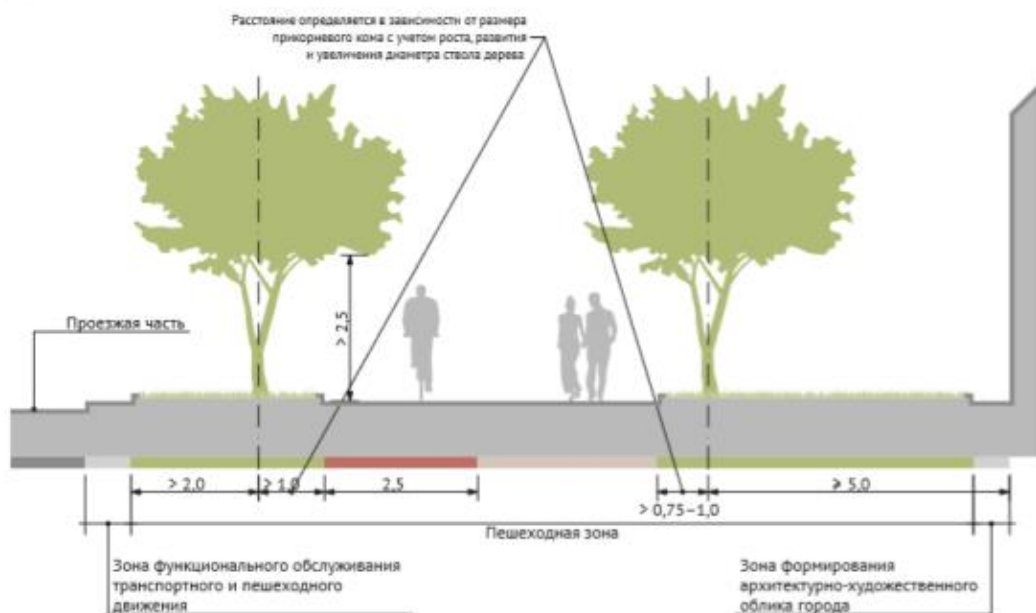 Расстояние определяется в зависимости от размера
прикорневого кома с учетом роста, развития
и увеличения диаметра ствола дерева
> 2,5
Проезжая часть
> 2,0
≥ 1,0
2,5
> 0,75–1,0
≥ 5,0
Пешеходная зона
Зона функционального обслуживания
транспортного и пешеходного
движения
Зона формирования
архитектурно-художественного
облика города